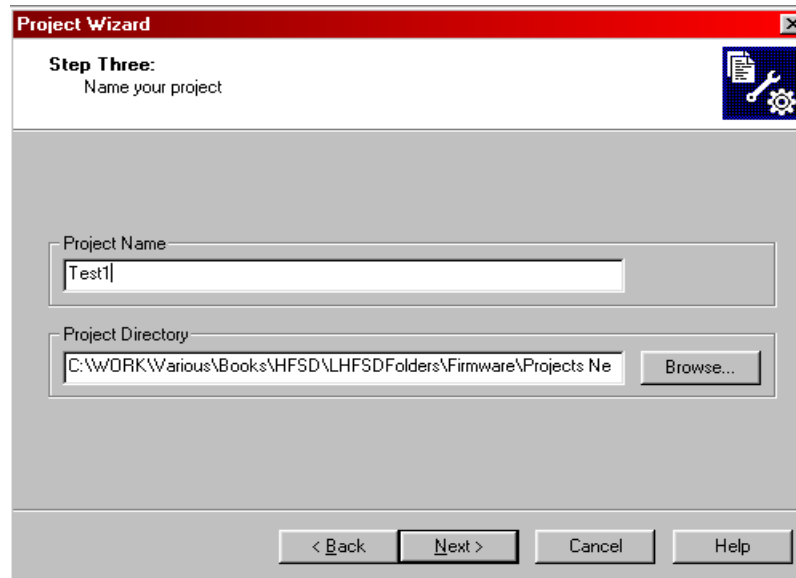 Project Wizard
Step Three:
Name your project
Project Name
Test1
Project Directory
C:\WORK\Various\Books\HFSD\LHFSDFolders\Firmware\Projects Ne
Browse...
< Back
Next >
Cancel
Help